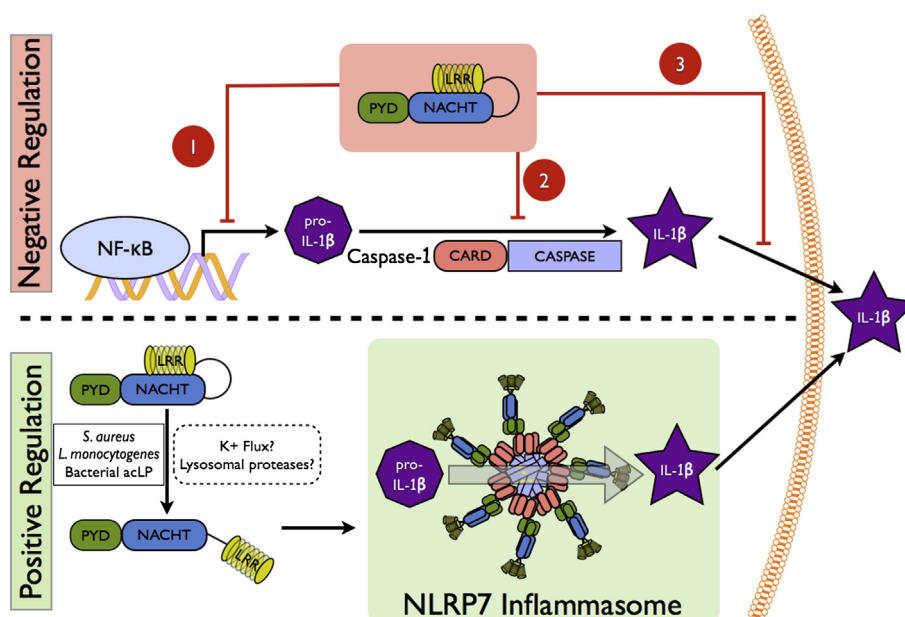 Negative Regulation
LRR
PYD
NACHT
1
2
3
NF-κB
pro-
IL-1β
Caspase-1
CARD
CASPASE
IL-1β
IL-1β
Positive Regulation
LRR
PYD
NACHT
S. aureus
L. monocytogenes
Bacterial acLP
K+ Flux?
Lysosomal proteases?
PYD
NACHT
LRR
pro-
IL-1β
IL-1β
NLRP7 Inflammasome